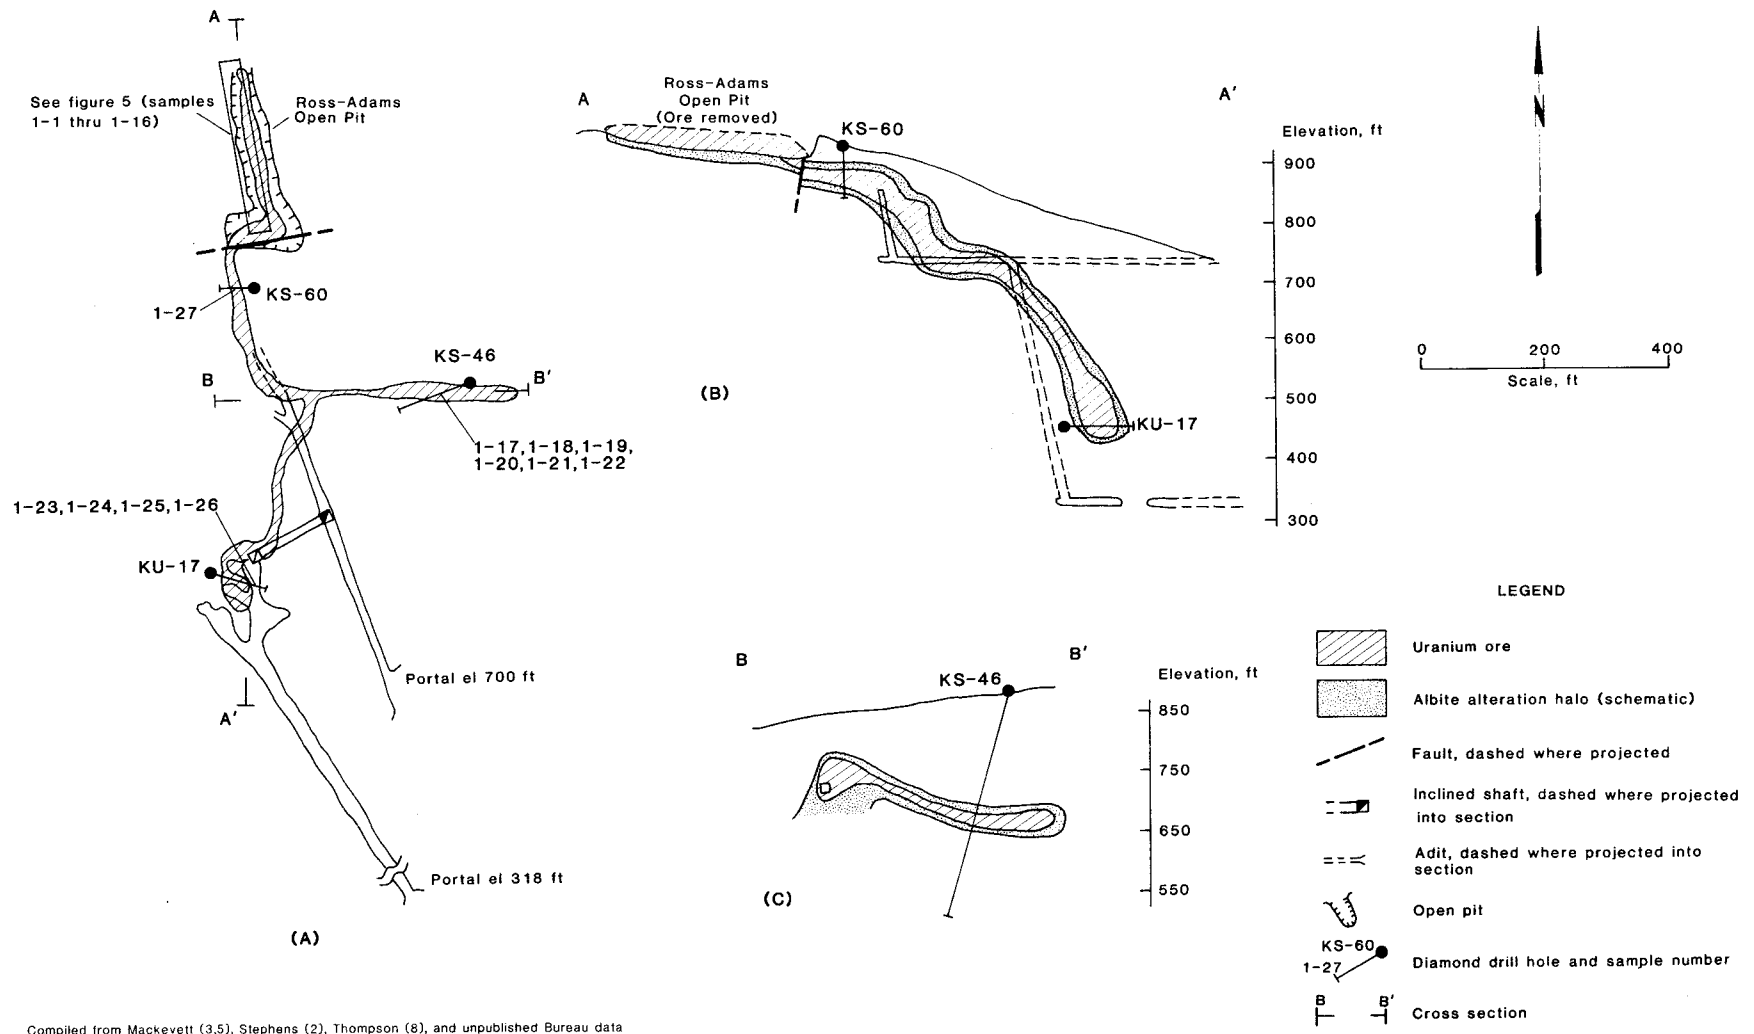 A
See figure 5 (samples
1-1 thru 1-16)
Ross-Adams
Open Pit
KS-60
1-27
KS-46
B
B'
1-17,1-18,1-19,
1-20,1-21,1-22
1-23,1-24,1-25,1-26
KU-17
Portal el 700 ft
A'
Portal el 318 ft
(A)
A
Ross-Adams
Open Pit
(Ore removed)
KS-60
A'
Elevation, ft
900
800
700
600
500
400
300
KU-17
(B)
B
B'
KS-46
Elevation, ft
850
750
650
550
(C)
N
0 200 400
Scale, ft
LEGEND
Uranium ore
Albite alteration halo (schematic)
Fault, dashed where projected
Inclined shaft, dashed where projected
into section
Adit, dashed where projected into
section
Open pit
KS-60
1-27
Diamond drill hole and sample number
B B'
Cross section
Compiled from Mackevett (3,5), Stephens (2), Thompson (8), and unpublished Bureau data